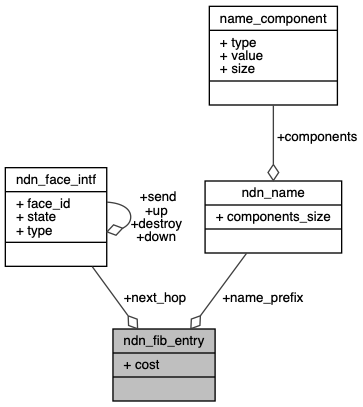 name_component
+ type
+ value
+ size
+components
ndn_face_intf
+ face_id
+ state
+ type
+send
+up
+destroy
+down
ndn_name
+ components_size
+next_hop
+name_prefix
ndn_fib_entry
+ cost